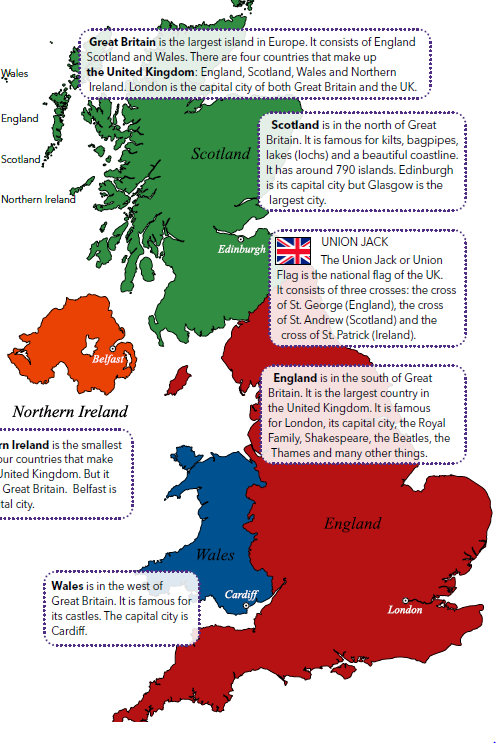 Great Britain is the largest island in Europe. It consists of England
Scotland and Wales. There are four countries that make up
the United Kingdom: England, Scotland, Wales and Northern
Ireland. London is the capital city of both Great Britain and the UK.
Wales
England
Scotland
Northern Ireland
Scotland
Edinburgh
Scotland is in the north of Great
Britain. It is famous for kilts, bagpipes,
lakes (lochs) and a beautiful coastline.
It has around 790 islands. Edinburgh
is its capital city but Glasgow is the
largest city.
UNION JACK
The Union Jack or Union
Flag is the national flag of the UK.
It consists of three crosses: the cross
of St. George (England), the cross
of St. Andrew (Scotland) and the
cross of St. Patrick (Ireland).
Belfast
Northern Ireland
England is in the south of Great
Britain. It is the largest country in
the United Kingdom. It is famous
for London, its capital city, the Royal
Family, Shakespeare, the Beatles, the
Thames and many other things.
rn Ireland is the smallest
our countries that make
United Kingdom. But it
Great Britain. Belfast is
tal city.
England
Wales
Cardiff
London
Wales is in the west of
Great Britain. It is famous for
its castles. The capital city is
Cardiff.